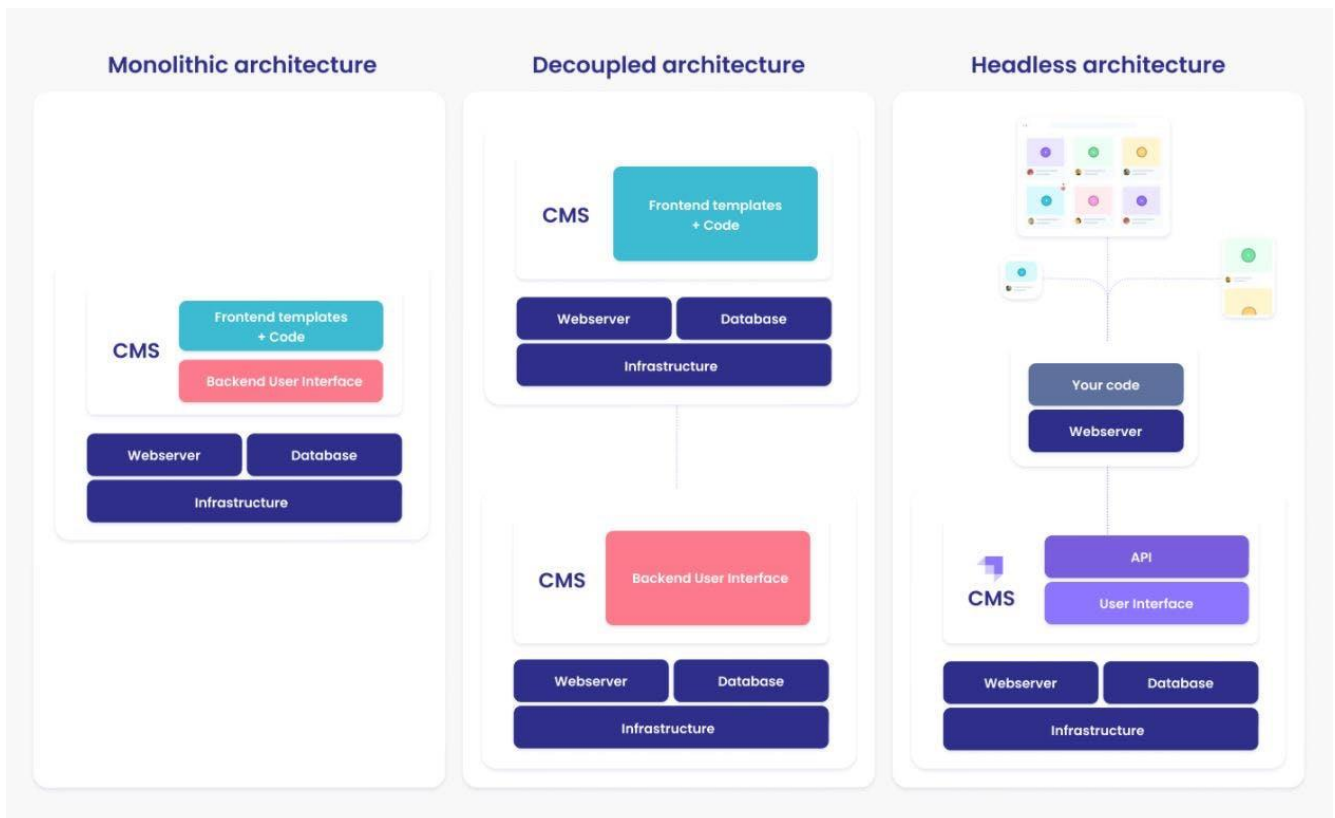 Monolithic architecture
CMS
Frontend templates
+ Code
Backend User Interface
Webserver
Database
Infrastructure
Decoupled architecture
CMS
Frontend templates
+ Code
Webserver
Database
Infrastructure
CMS
Backend User Interface
Webserver
Database
Infrastructure
Headless architecture
Your code
Webserver
CMS
API
User Interface
Webserver
Database
Infrastructure